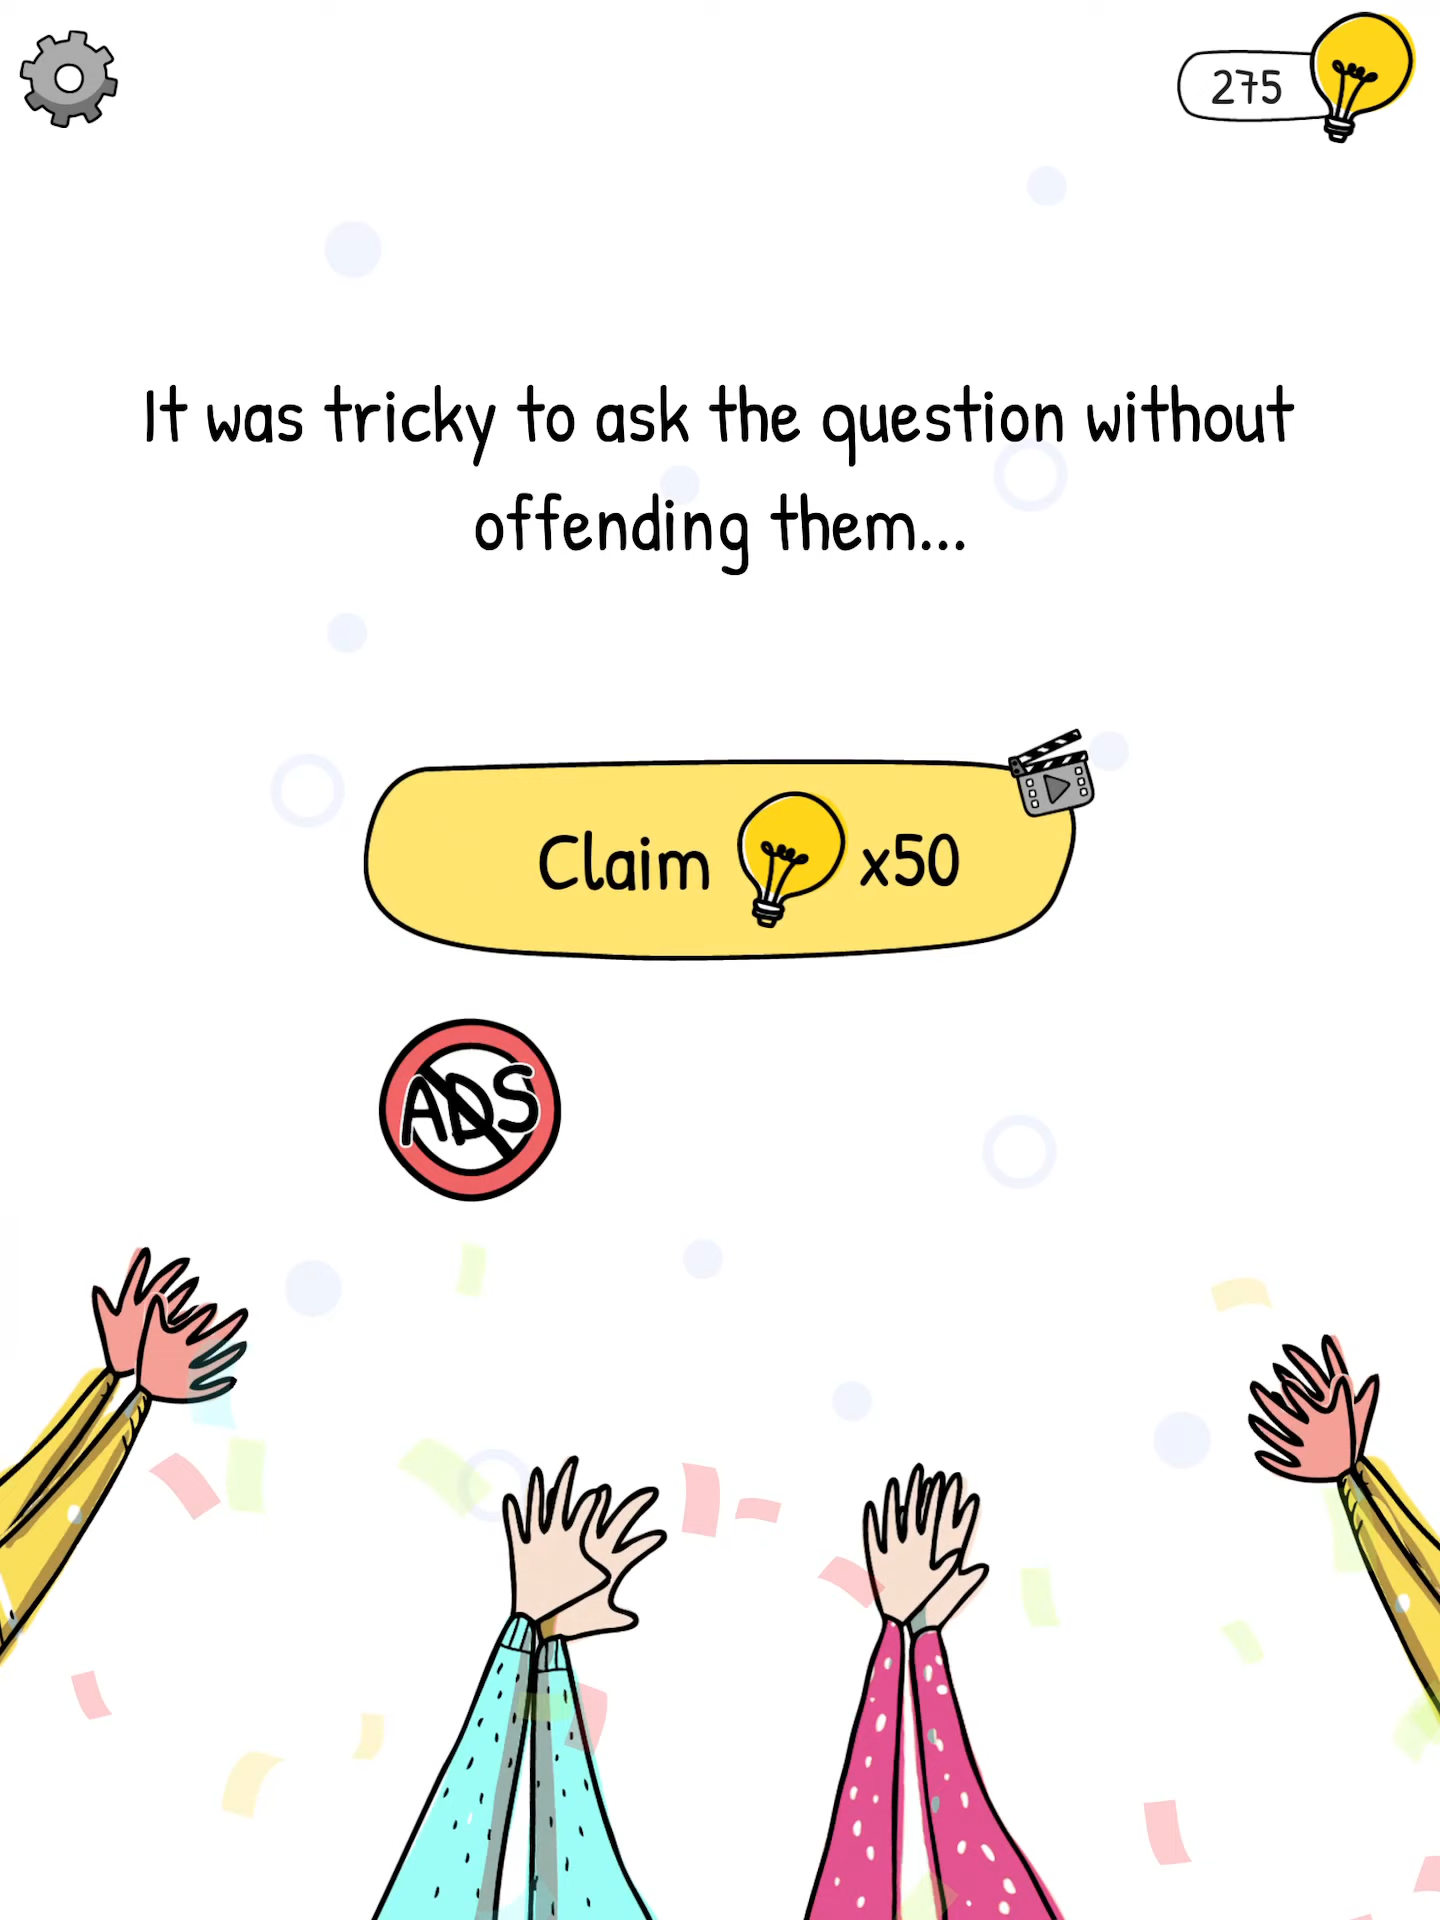 275
It was tricky to ask the question without
offending them...
Claim x50
ADS